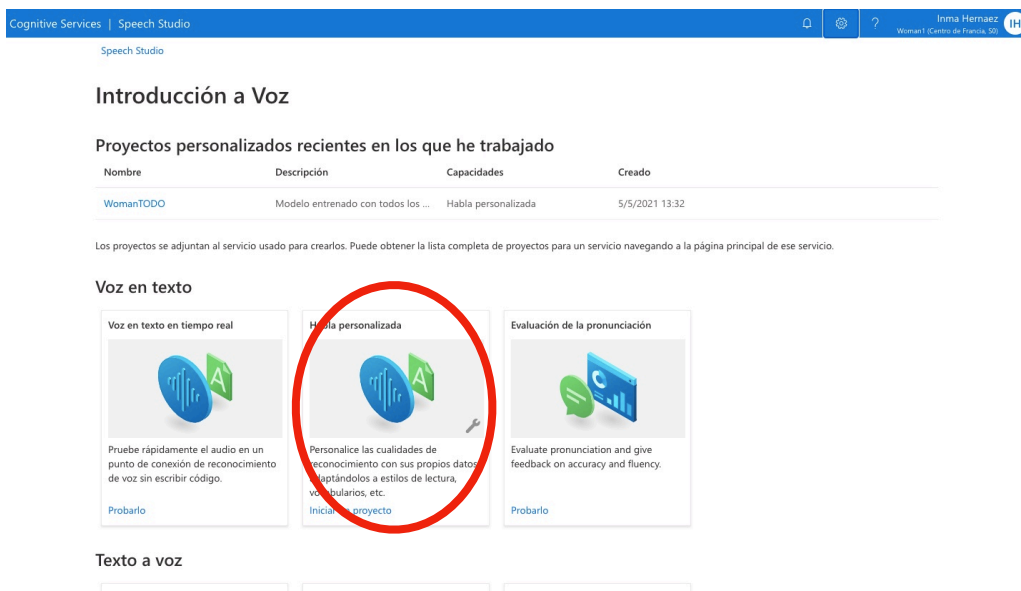 Cognitive Services | Speech Studio
?
Inma Hernaez
Woman1 (Centro de Francia, S0)
IH
Speech Studio
Introducción a Voz
Proyectos personalizados recientes en los que he trabajado
Nombre Descripción Capacidades Creado
WomanTODO Modelo entrenado con todos los ... Habla personalizada 5/5/2021 13:32
Los proyectos se adjuntan al servicio usado para crearlos. Puede obtener la lista completa de proyectos para un servicio navegando a la página principal de ese servicio.
Voz en texto
Voz en texto en tiempo real
A
Pruebe rápidamente el audio en un
punto de conexión de reconocimiento
de voz sin escribir código.
Probarlo
Habla personalizada
A
Personalice las cualidades de
reconocimiento con sus propios datos
adaptándolos a estilos de lectura,
vocabularios, etc.
Iniciar un proyecto
Evaluación de la pronunciación
Evaluate pronunciation and give
feedback on accuracy and fluency.
Probarlo
Texto a voz